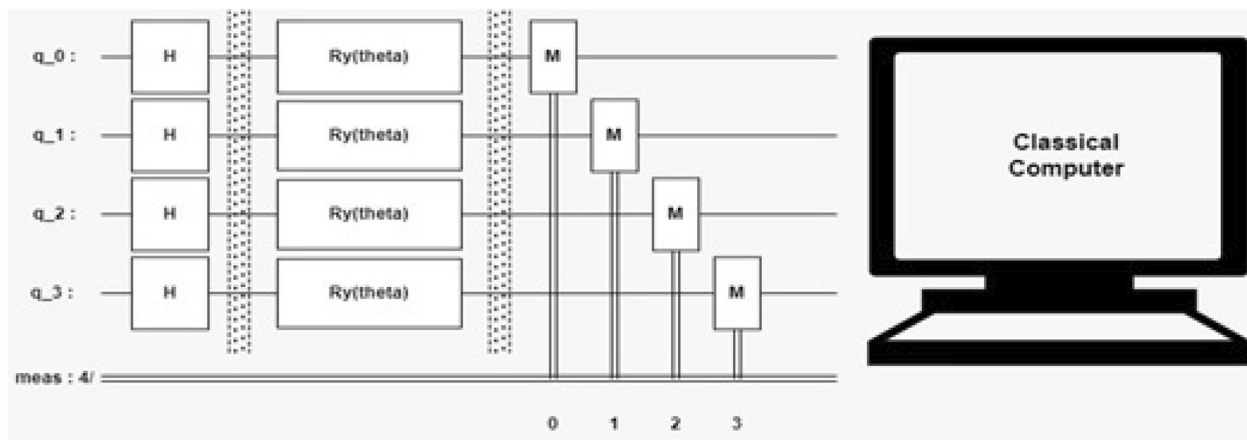 q_0 : H Ry(theta) M
q_1 : H Ry(theta) M
q_2 : H Ry(theta) M
q_3 : H Ry(theta) M
meas : 4/
0 1 2 3
Classical
Computer